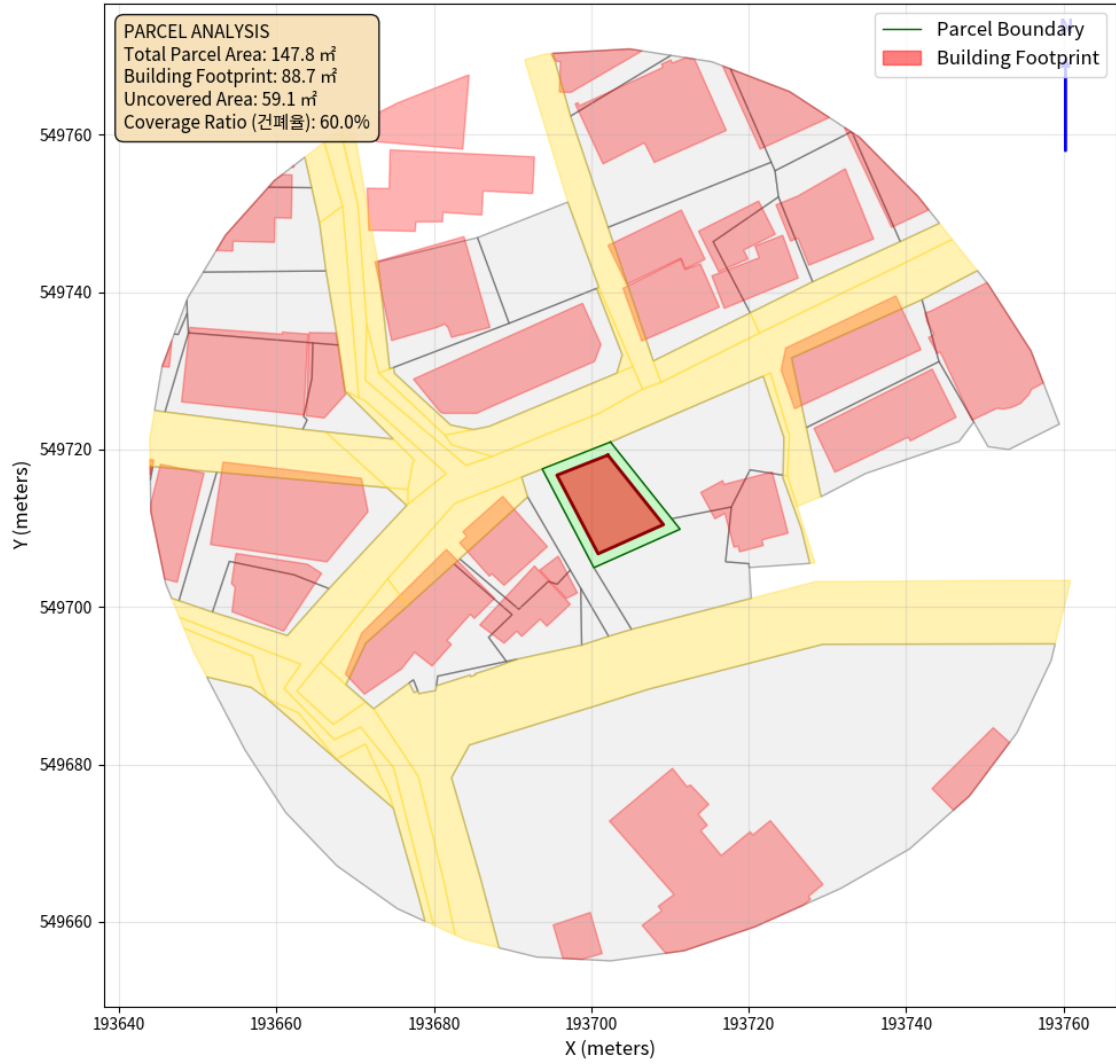 PARCEL ANALYSIS
Total Parcel Area: 147.8 ㎡
Building Footprint: 88.7 ㎡
Uncovered Area: 59.1 ㎡
Coverage Ratio (건폐율): 60.0%
Parcel Boundary
Building Footprint
N
549760
549740
549720
549700
549680
549660
Y (meters)
193640
193660
193680
193700
193720
193740
193760
X (meters)